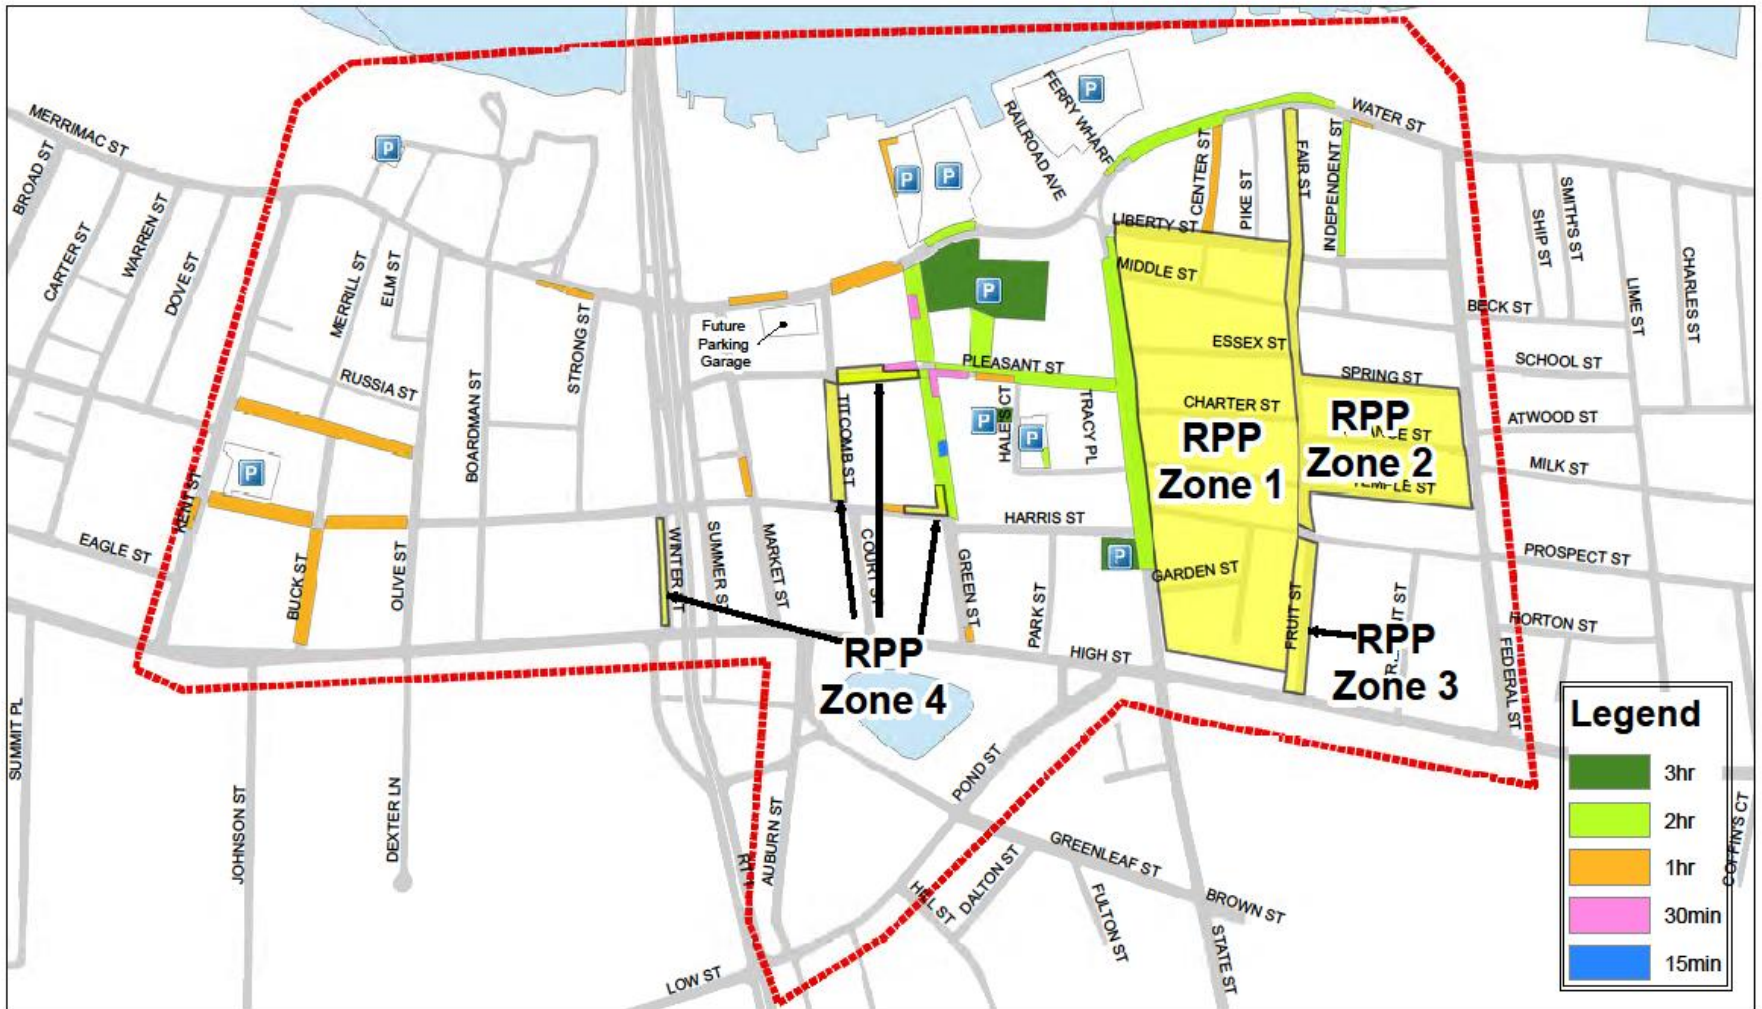 MERRIMAC ST
BROAD ST
CARTER ST
WARREN ST
DOVE ST
MERRILL ST
ELM ST
STRONG ST
RUSSIA ST
BOARDMAN ST
KENT ST
EAGLE ST
BUCK ST
OLIVE ST
SUMMIT PL
JOHNSON ST
DEXTER LN
P
P
P
P
P
P
P
P
P
FERRY WHARF
RAILROAD AVE
WATER ST
CENTER ST
PIKE ST
FAIR ST
INDEPENDENT ST
LIBERTY ST
MIDDLE ST
ESSEX ST
CHARTER ST
SPRING ST
TEMPLE ST
GARDEN ST
FRUIT ST
Future
Parking
Garage
PLEASANT ST
TITCOMB ST
HALES CT
TRACY PL
HARRIS ST
WINTER ST
SUMMER S
MARKET ST
COURT ST
GREEN ST
PARK ST
HIGH ST
RPP
Zone 1
RPP
Zone 2
RPP
Zone 3
RPP
Zone 4
SHIP ST
SMITH'S ST
LIME ST
CHARLES ST
BECK ST
SCHOOL ST
ATWOOD ST
MILK ST
PROSPECT ST
HORTON ST
FEDERAL ST
POND ST
AUBURN ST
GREENLEAF ST
HILL ST
DALTON ST
FULTON ST
BROWN ST
STATE ST
LOW ST
COFFIN'S CT
Legend
3hr
2hr
1hr
30min
15min